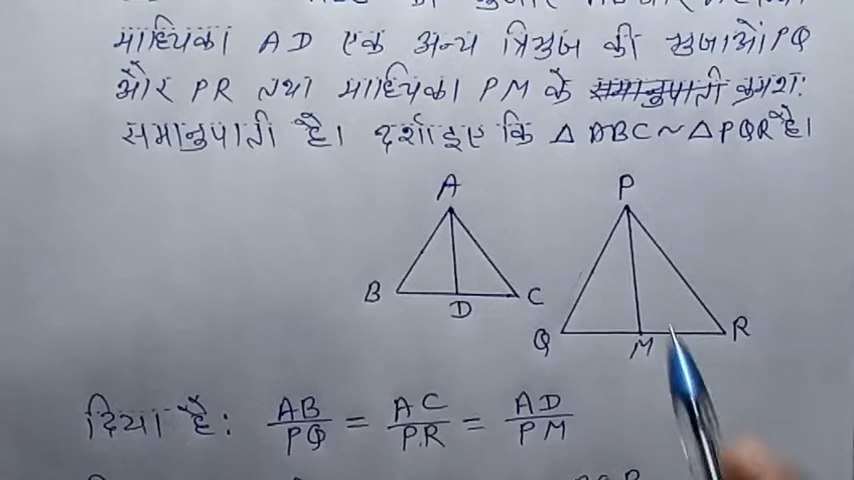 माध्यिका AD एक अन्य त्रिभुज की भुजाओं PQ
और PR तथा माध्यिका PM के समानुपाती क्रमशः
समानुपाती है। दर्शाइए कि △ ABC ~ △ PQR है।
A
P
B
D
C
Q
M
R
दिया है: AB/PQ = AC/PR = AD/PM